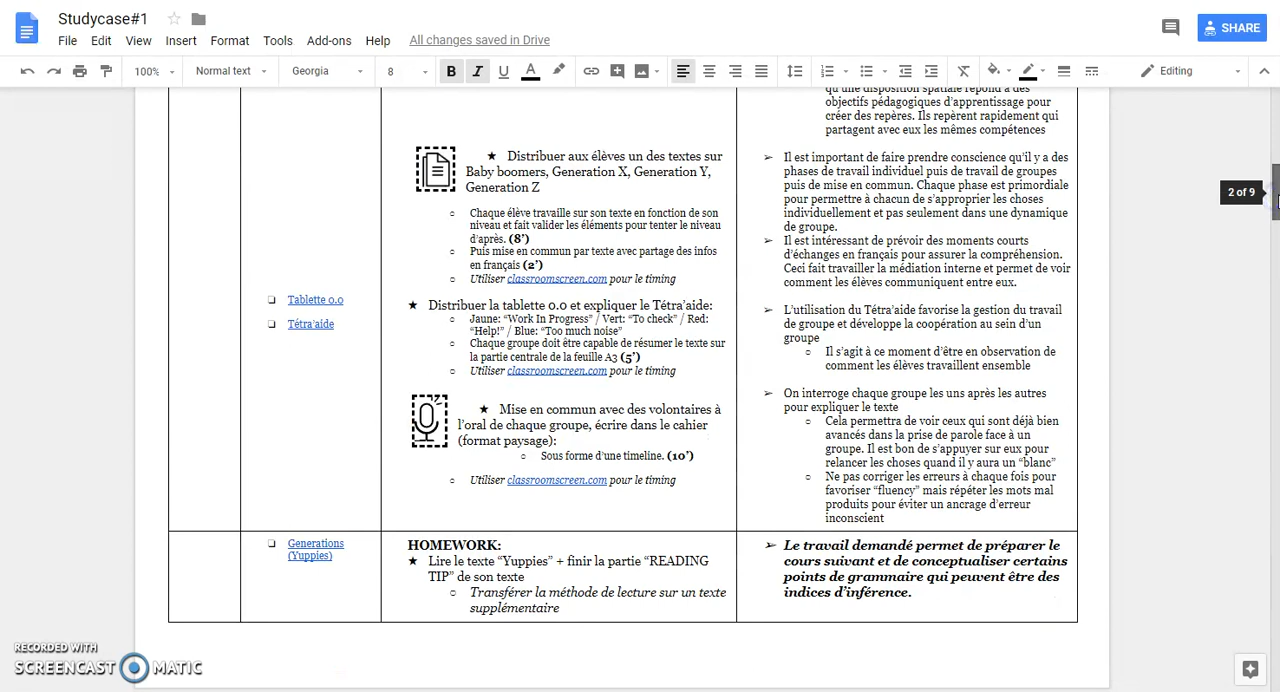 Studycase#1
File Edit View Insert Format Tools Add-ons Help All changes saved in Drive
SHARE
100% Normal text Georgia 8 B I U A Editing
2 of 9
Tablette 0.0
Tétra'aide
★ Distribuer aux élèves un des textes sur
Baby boomers, Generation X, Generation Y,
Generation Z
○ Chaque élève travaille sur son texte en fonction de son
niveau et fait valider les éléments pour tenter le niveau
d'après. (8')
○ Puis mise en commun par texte avec partage des infos
en français (2')
○ Utiliser classroomscreen.com pour le timing
★ Distribuer la tablette 0.0 et expliquer le Tétra'aide:
○ Jaune: “Work In Progress” / Vert: “To check” / Red:
“Help!” / Blue: “Too much noise”
○ Chaque groupe doit être capable de résumer le texte sur
la partie centrale de la feuille A3 (5')
○ Utiliser classroomscreen.com pour le timing
★ Mise en commun avec des volontaires à
l'oral de chaque groupe, écrire dans le cahier
(format paysage):
○ Sous forme d'une timeline. (10')
○ Utiliser classroomscreen.com pour le timing
qu'une disposition spatiale répond à des
objectifs pédagogiques d'apprentissage pour
créer des repères. Ils repèrent rapidement qui
partagent avec eux les mêmes compétences
➢ Il est important de faire prendre conscience qu'il y a des
phases de travail individuel puis de travail de groupes
puis de mise en commun. Chaque phase est primordiale
pour permettre à chacun de s'approprier les choses
individuellement et pas seulement dans une dynamique
de groupe.
➢ Il est intéressant de prévoir des moments courts
d'échanges en français pour assurer la compréhension.
Ceci fait travailler la médiation interne et permet de voir
comment les élèves communiquent entre eux.
➢ L'utilisation du Tétra'aide favorise la gestion du travail
de groupe et développe la coopération au sein d'un
groupe
○ Il s'agit à ce moment d'être en observation de
comment les élèves travaillent ensemble
➢ On interroge chaque groupe les uns après les autres
pour expliquer le texte
○ Cela permettra de voir ceux qui sont déjà bien
avancés dans la prise de parole face à un
groupe. Il est bon de s'appuyer sur eux pour
relancer les choses quand il y aura un “blanc”
○ Ne pas corriger les erreurs à chaque fois pour
favoriser “fluency” mais répéter les mots mal
produits pour éviter un ancrage d'erreur
inconscient
Generations
(Yuppies)
HOMEWORK:
★ Lire le texte “Yuppies” + finir la partie “READING
TIP” de son texte
○ Transférer la méthode de lecture sur un texte
supplémentaire
➢ Le travail demandé permet de préparer le
cours suivant et de conceptualiser certains
points de grammaire qui peuvent être des
indices d'inférence.
RECORDED WITH
SCREENCAST MATIC